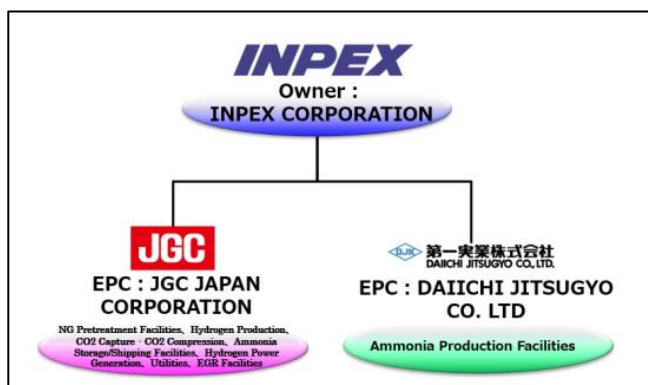 INPEX
Owner :
INPEX CORPORATION
JGC
EPC : JGC JAPAN
CORPORATION
NG Pretreatment Facilities、Hydrogen Production、
CO2 Capture・CO2 Compression、Ammonia
Storage/Shipping Facilities、Hydrogen Power
Generation、Utilities、EGR Facilities
DJK 第一実業株式会社
DAIICHI JITSUGYO CO., LTD.
EPC : DAIICHI JITSUGYO
CO. LTD
Ammonia Production Facilities